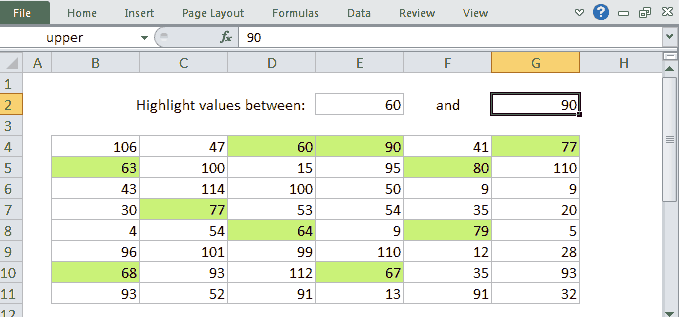 File Home Insert Page Layout Formulas Data Review View ?
upper fx 90
A B C D E F G H
1
2 Highlight values between: 60 and 90
3
4 106 47 60 90 41 77
5 63 100 15 95 80 110
6 43 114 100 50 9 9
7 30 77 53 54 35 20
8 4 54 64 9 79 5
9 96 101 99 110 12 28
10 68 93 112 67 35 93
11 93 52 91 13 91 32
12